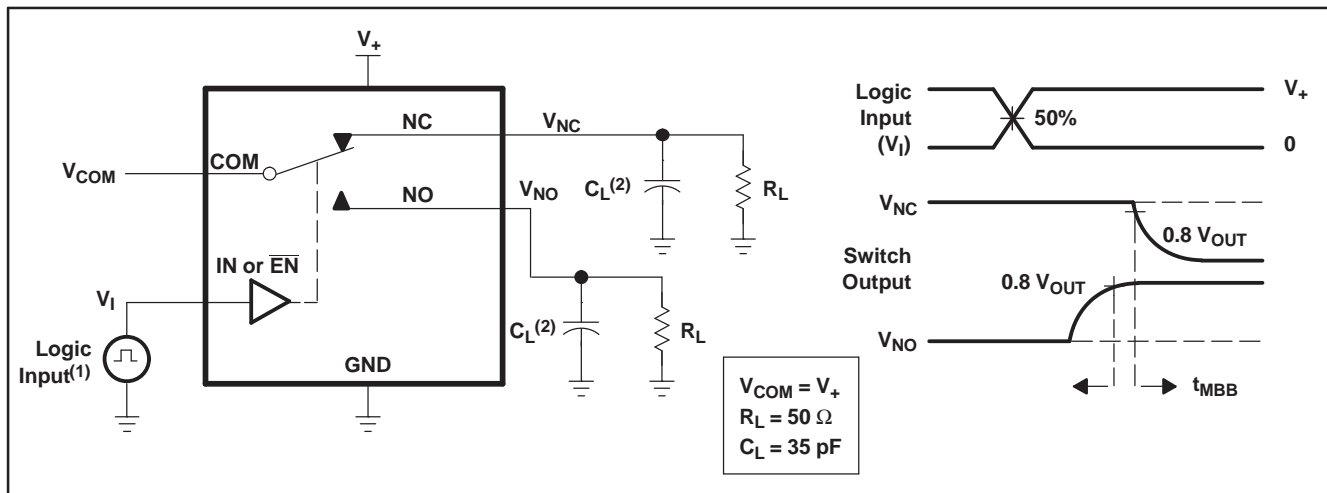 V+
NC
VNC
COM
VCOM
CL(2)
RL
NO
VNO
IN or EN
VI
CL(2)
RL
Logic
Input(1)
GND
VCOM = V+
RL = 50 Ω
CL = 35 pF
Logic
Input
(VI)
50%
V+
0
VNC
0.8 VOUT
Switch
Output
0.8 VOUT
VNO
tMBB